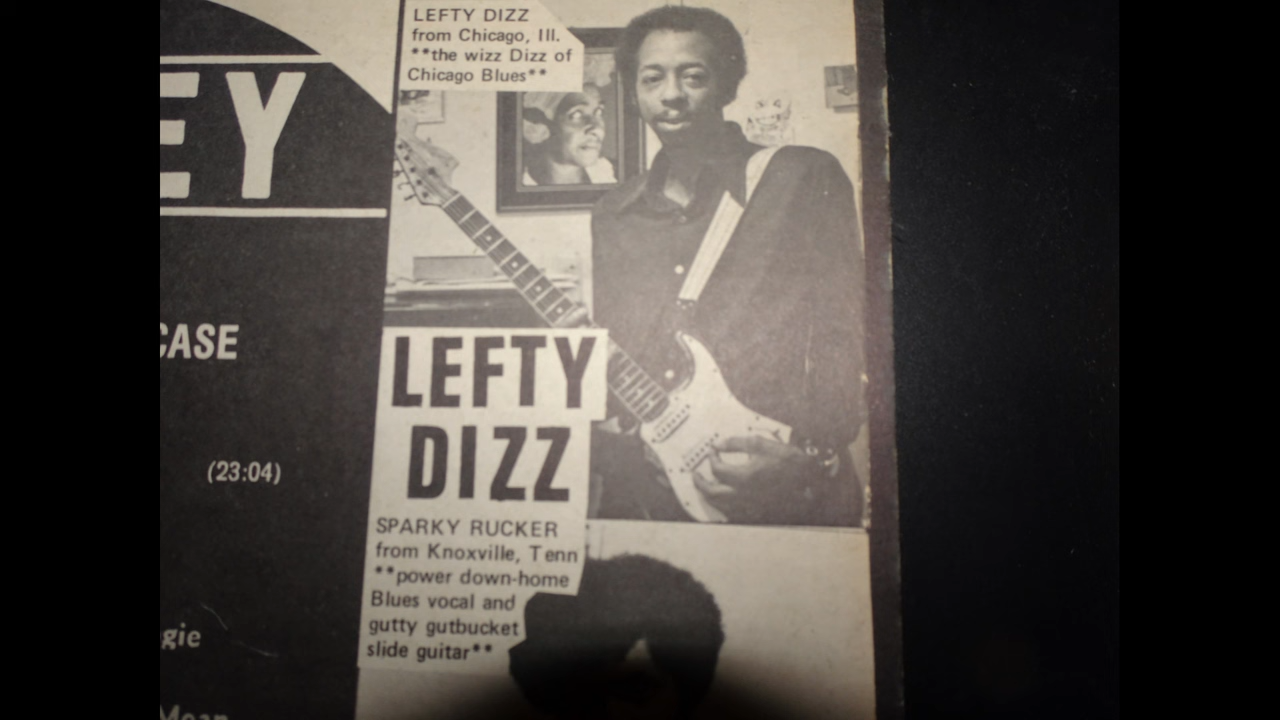 EY
CASE
(23:04)
gie
LEFTY DIZZ
from Chicago, Ill.
**the wizz Dizz of
Chicago Blues**
LEFTY
DIZZ
SPARKY RUCKER
from Knoxville, Tenn
**power down-home
Blues vocal and
gutty gutbucket
slide guitar**